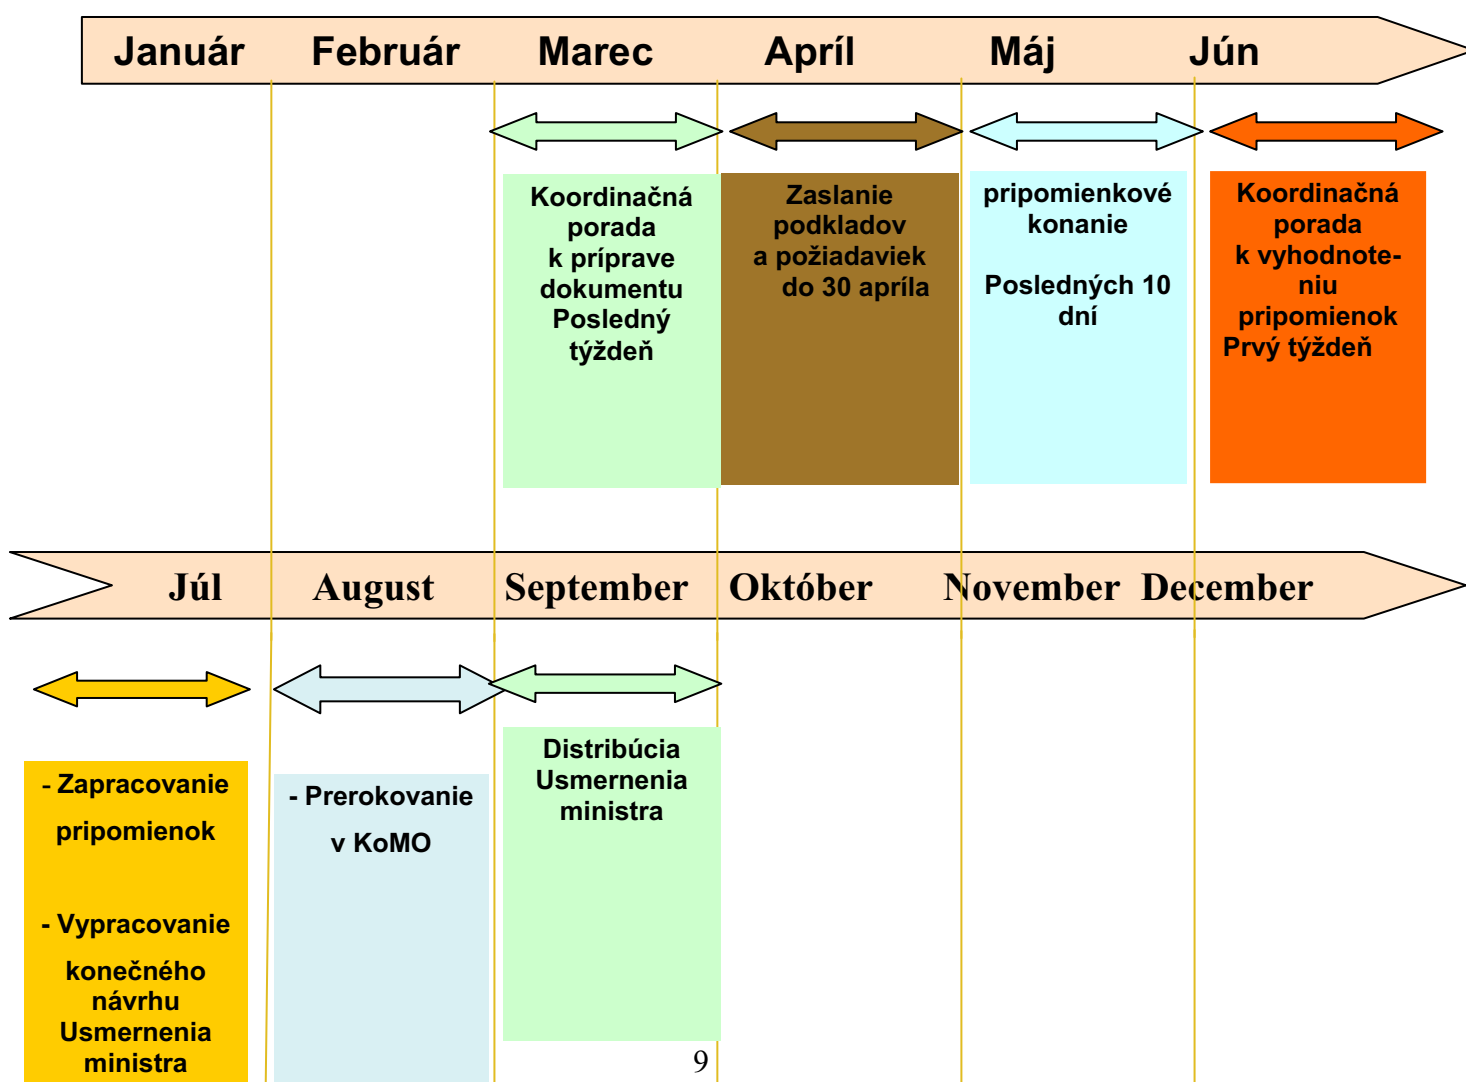 Január February Marec Apríl Máj Jún
Koordinačná
porada
k príprave
dokumentu
Posledný
týždeň
Zaslanie
podkladov
a požiadaviek
do 30 apríla
pripomienkové
konanie
Posledných 10
dní
Koordinačná
porada
k vyhodnote-
niu
pripomienok
Prvý týždeň
Júl August September Október November December
- Zapracovanie
pripomienok
- Vypracovanie
konečného
návrhu
Usmernenia
ministra
- Prerokovanie
v KoMO
Distribúcia
Usmernenia
ministra
9